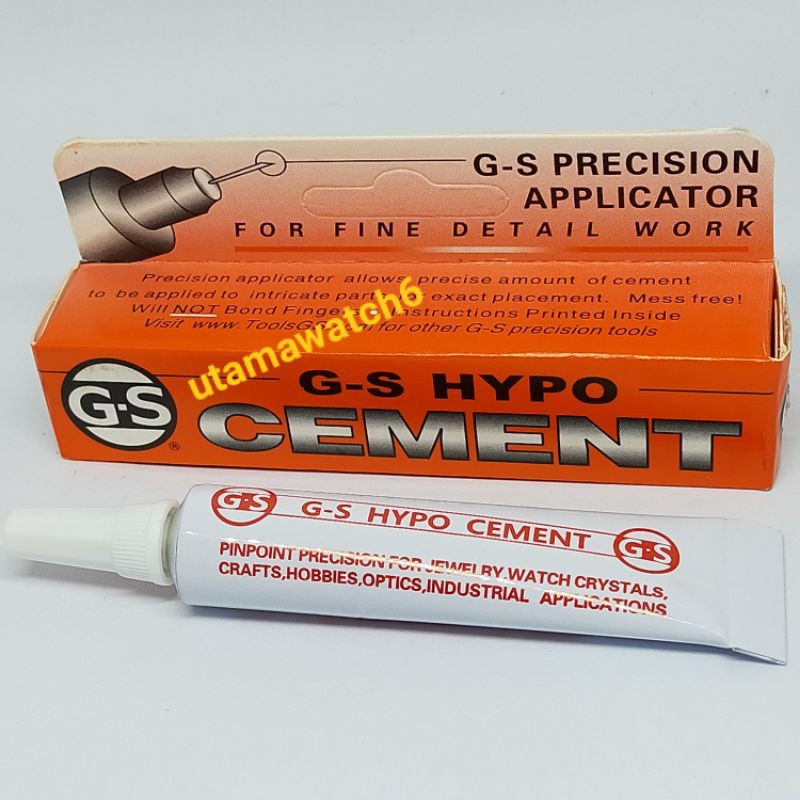 G-S PRECISION
APPLICATOR
FOR FINE DETAIL WORK
Precision applicator allows precise amount of cement
to be applied to intricate part exact placement. Mess free!
Will NOT Bond Fingers • Instructions Printed Inside
Visit www.ToolsGS for other G-S precision tools
utamawatch6
G-S HYPO
G-S ®
CEMENT
G-S G-S HYPO CEMENT G-S
PINPOINT PRECISION FOR JEWELRY,WATCH CRYSTALS,
CRAFTS,HOBBIES,OPTICS,INDUSTRIAL APPLICATIONS